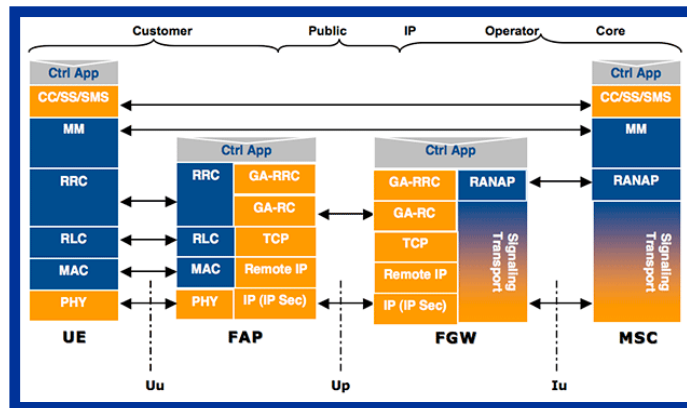 Customer Public IP Operator Core
Ctrl App
CC/SS/SMS
MM
RRC
RLC
MAC
PHY
UE
Ctrl App
RRC
GA-RRC
GA-RC
RLC
TCP
MAC
Remote IP
PHY
IP (IP Sec)
FAP
Ctrl App
GA-RRC
RANAP
GA-RC
TCP
Remote IP
IP (IP Sec)
Signaling
Transport
FGW
Ctrl App
CC/SS/SMS
MM
RANAP
Signaling
Transport
MSC
Uu
Up
Iu